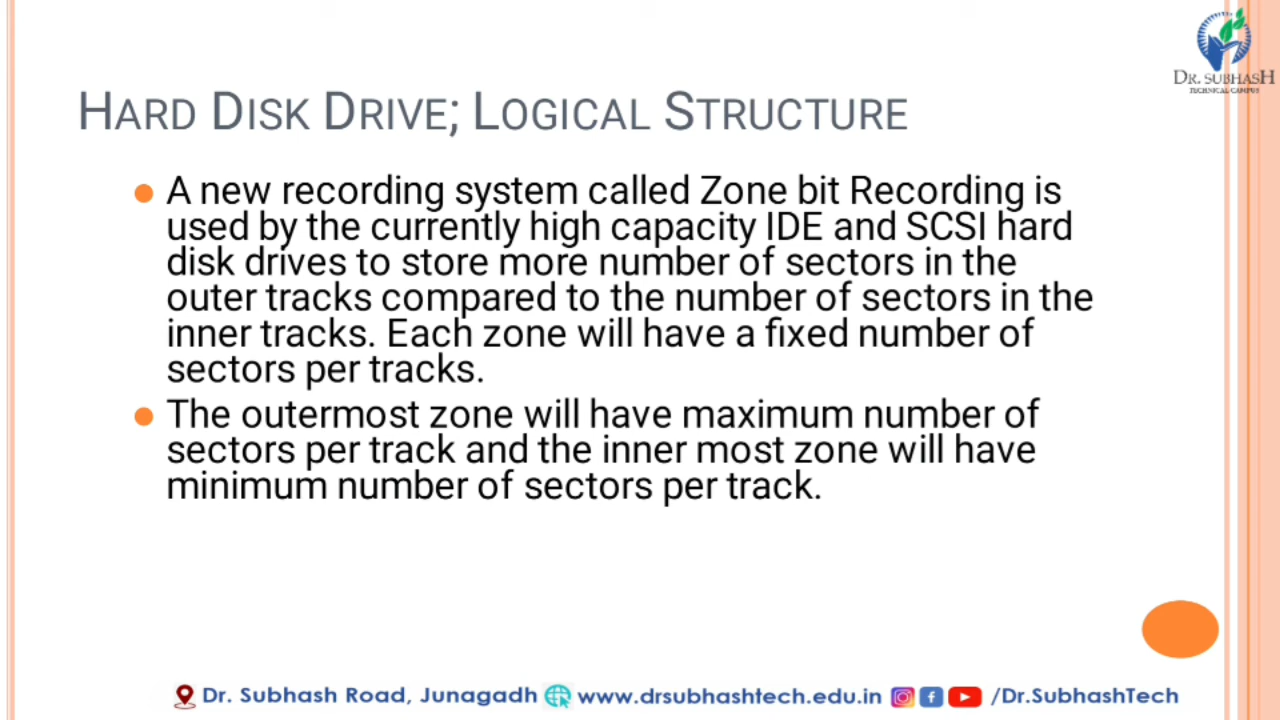 DR. SUBHASH
TECHNICAL CAMPUS
HARD DISK DRIVE; LOGICAL STRUCTURE
A new recording system called Zone bit Recording is
used by the currently high capacity IDE and SCSI hard
disk drives to store more number of sectors in the
outer tracks compared to the number of sectors in the
inner tracks. Each zone will have a fixed number of
sectors per tracks.
The outermost zone will have maximum number of
sectors per track and the inner most zone will have
minimum number of sectors per track.
Dr. Subhash Road, Junagadh www.drsubhashtech.edu.in /Dr.SubhashTech